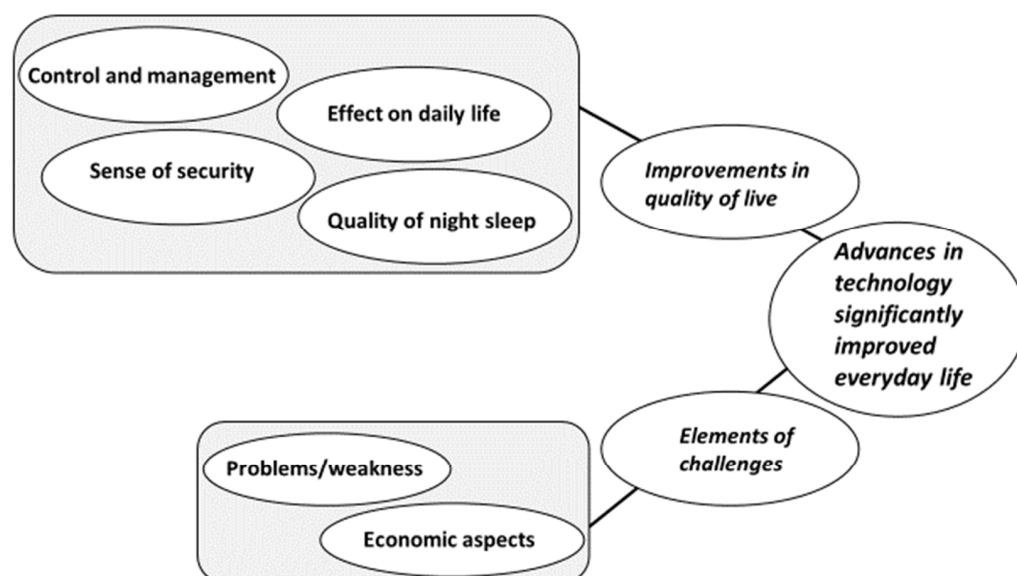 Control and management
Effect on daily life
Sense of security
Quality of night sleep
Improvements in
quality of live
Advances in
technology
significantly
improved
everyday life
Elements of
challenges
Problems/weakness
Economic aspects